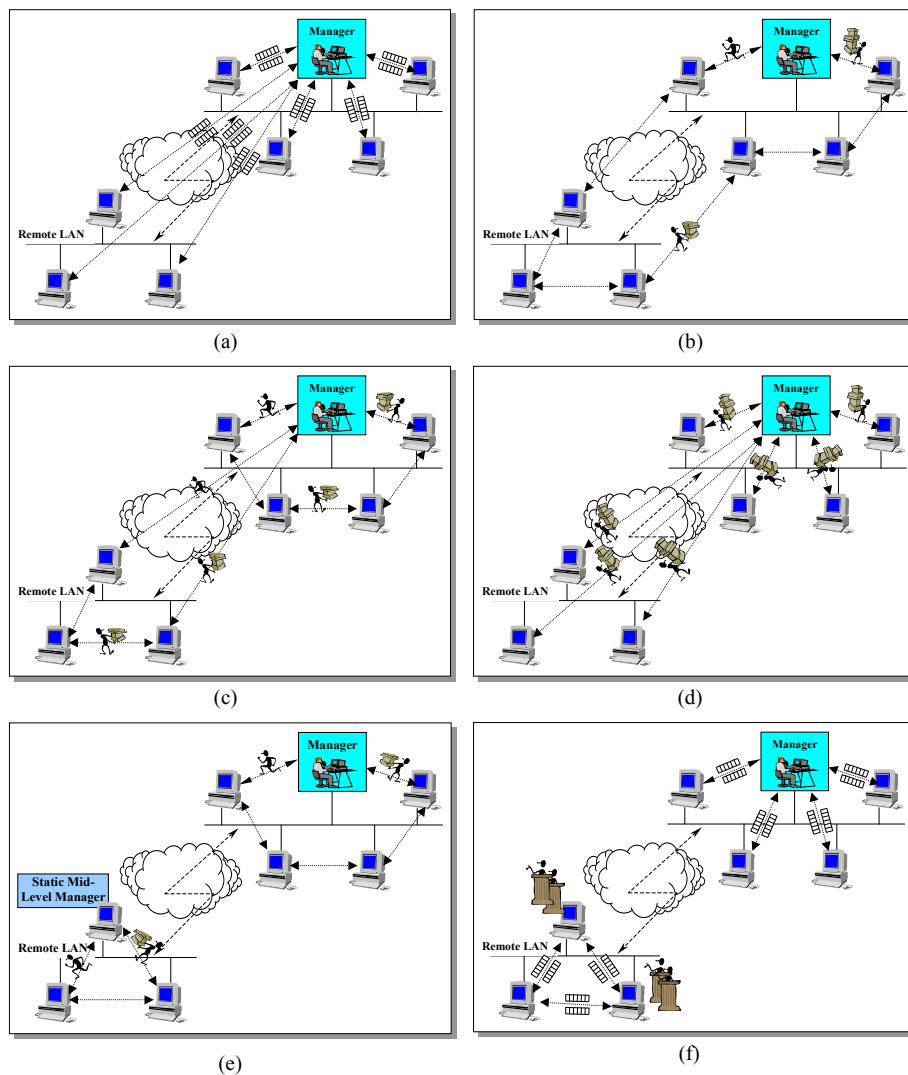 Manager
Remote LAN
(a)
Manager
Remote LAN
(b)
Manager
Remote LAN
(c)
Manager
Remote LAN
(d)
Manager
Static Mid-
Level Manager
Remote LAN
(e)
Manager
Remote LAN
(f)